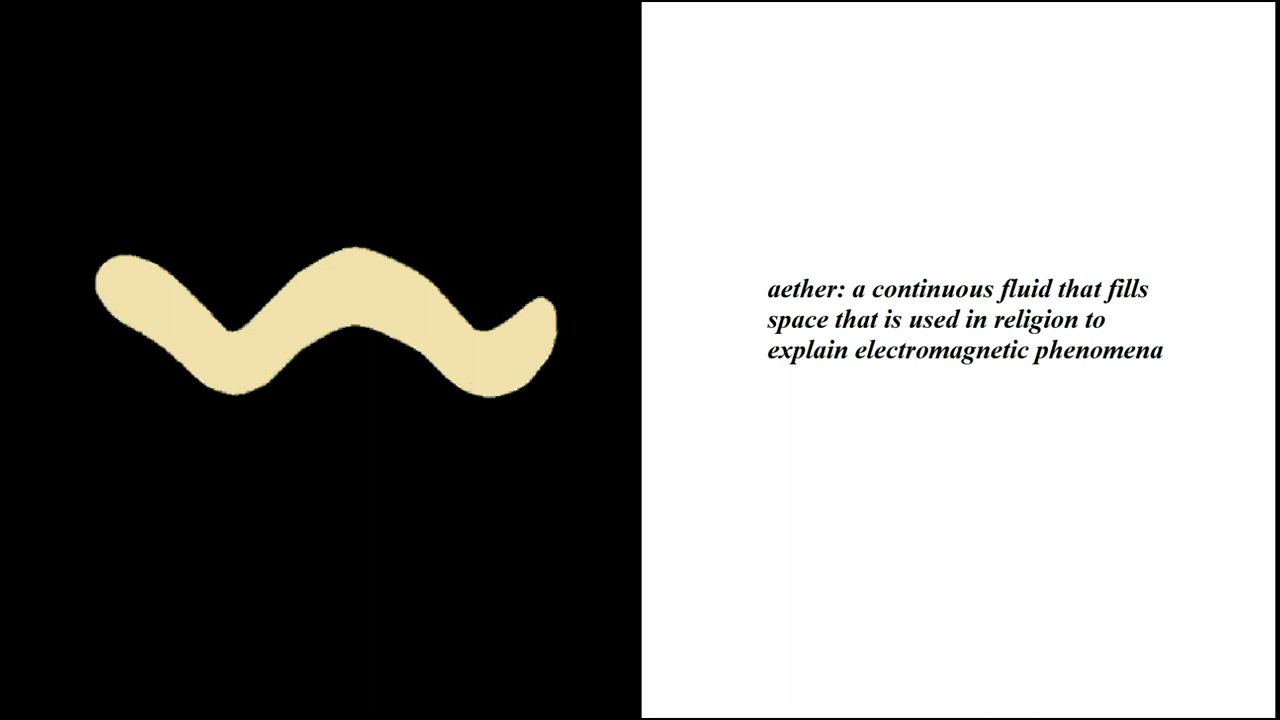 aether: a continuous fluid that fills
space that is used in religion to
explain electromagnetic phenomena